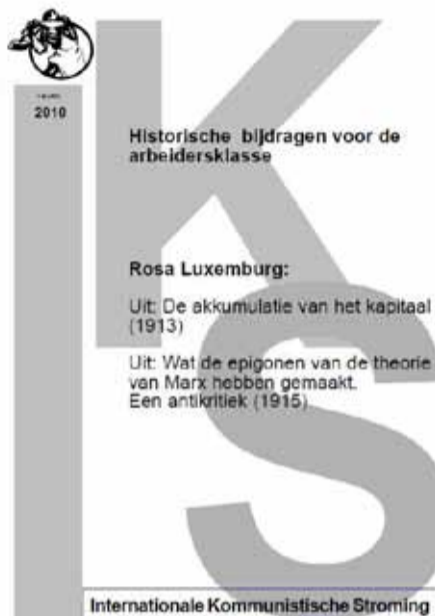 IKS
2010
Historische bijdragen voor de
arbeidersklasse
Rosa Luxemburg:
Uit: De akkumulatie van het kapitaal
(1913)
Uit: Wat de epigonen van de theorie
van Marx hebben gemaakt.
Een antikritiek (1915)
Internationale Kommunistische Stroming